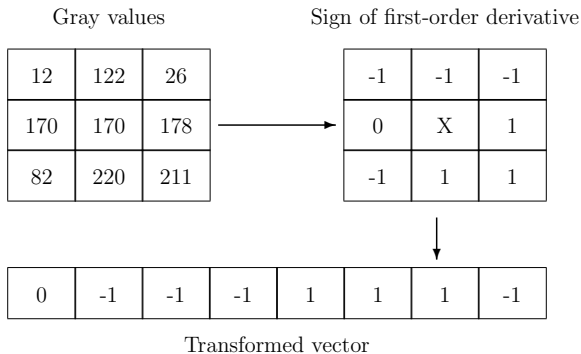 Gray values Sign of first-order derivative
12 122 26 -1 -1 -1
170 170 178 0 X 1
82 220 211 -1 1 1
0 -1 -1 -1 1 1 1 -1
Transformed vector